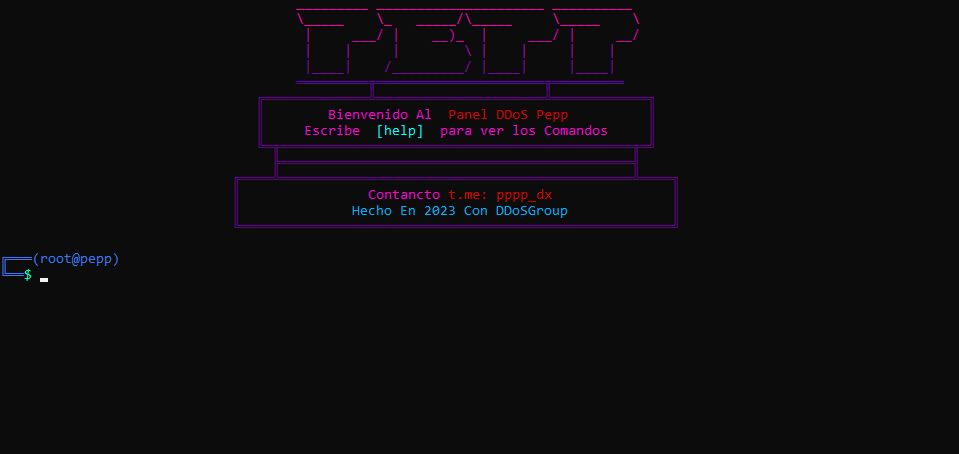 PEPP
Bienvenido Al Panel DDoS Pepp
Escribe [help] para ver los Comandos
Contancto t.me: pppp_dx
Hecho En 2023 Con DDoSGroup
(root@pepp)
$